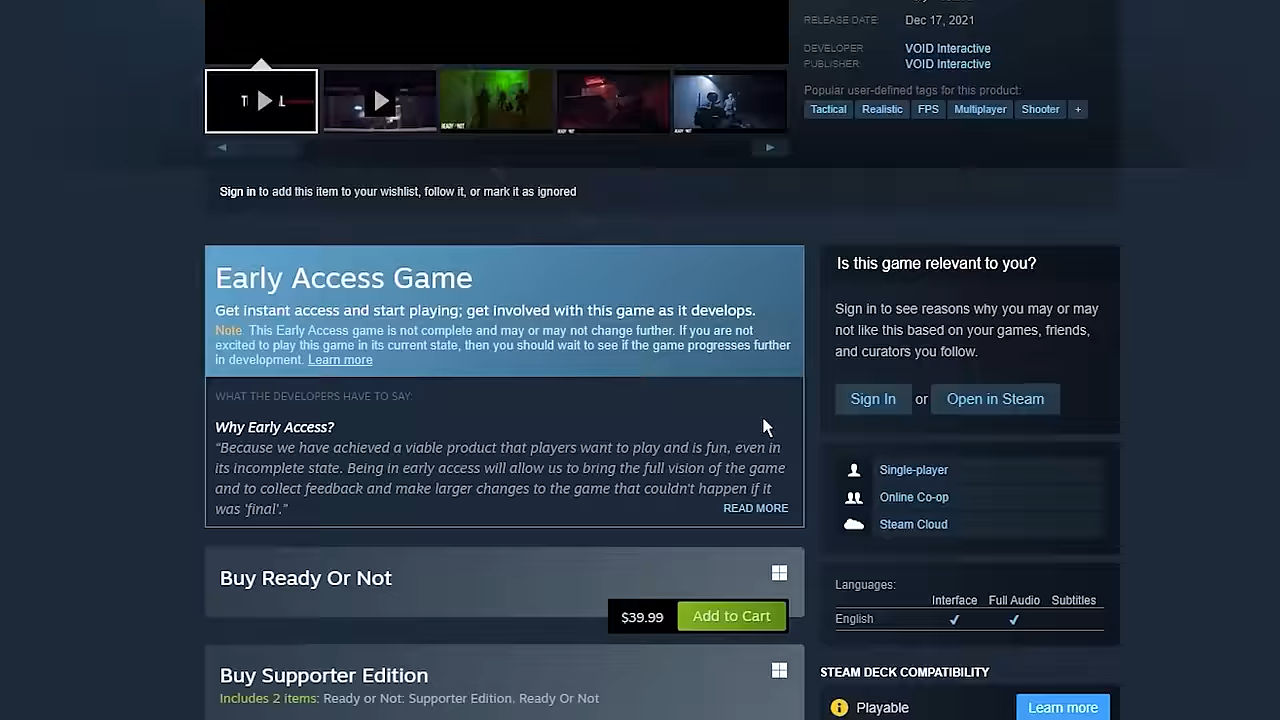 RELEASE DATE: Dec 17, 2021
DEVELOPER: VOID Interactive
PUBLISHER: VOID Interactive
Popular user-defined tags for this product:
Tactical Realistic FPS Multiplayer Shooter +
READY NOT
Sign in to add this item to your wishlist, follow it, or mark it as ignored
Early Access Game
Get instant access and start playing; get involved with this game as it develops.
Note: This Early Access game is not complete and may or may not change further. If you are not
excited to play this game in its current state, then you should wait to see if the game progresses further
in development. Learn more
WHAT THE DEVELOPERS HAVE TO SAY:
Why Early Access?
“Because we have achieved a viable product that players want to play and is fun, even in
its incomplete state. Being in early access will allow us to bring the full vision of the game
and to collect feedback and make larger changes to the game that couldn't happen if it
was 'final'.”
READ MORE
Buy Ready Or Not
$39.99 Add to Cart
Buy Supporter Edition
Includes 2 items: Ready or Not: Supporter Edition, Ready Or Not
Is this game relevant to you?
Sign in to see reasons why you may or may
not like this based on your games, friends,
and curators you follow.
Sign In or Open in Steam
Single-player
Online Co-op
Steam Cloud
Languages:
Interface Full Audio Subtitles
English ✔ ✔
STEAM DECK COMPATIBILITY
Playable Learn more